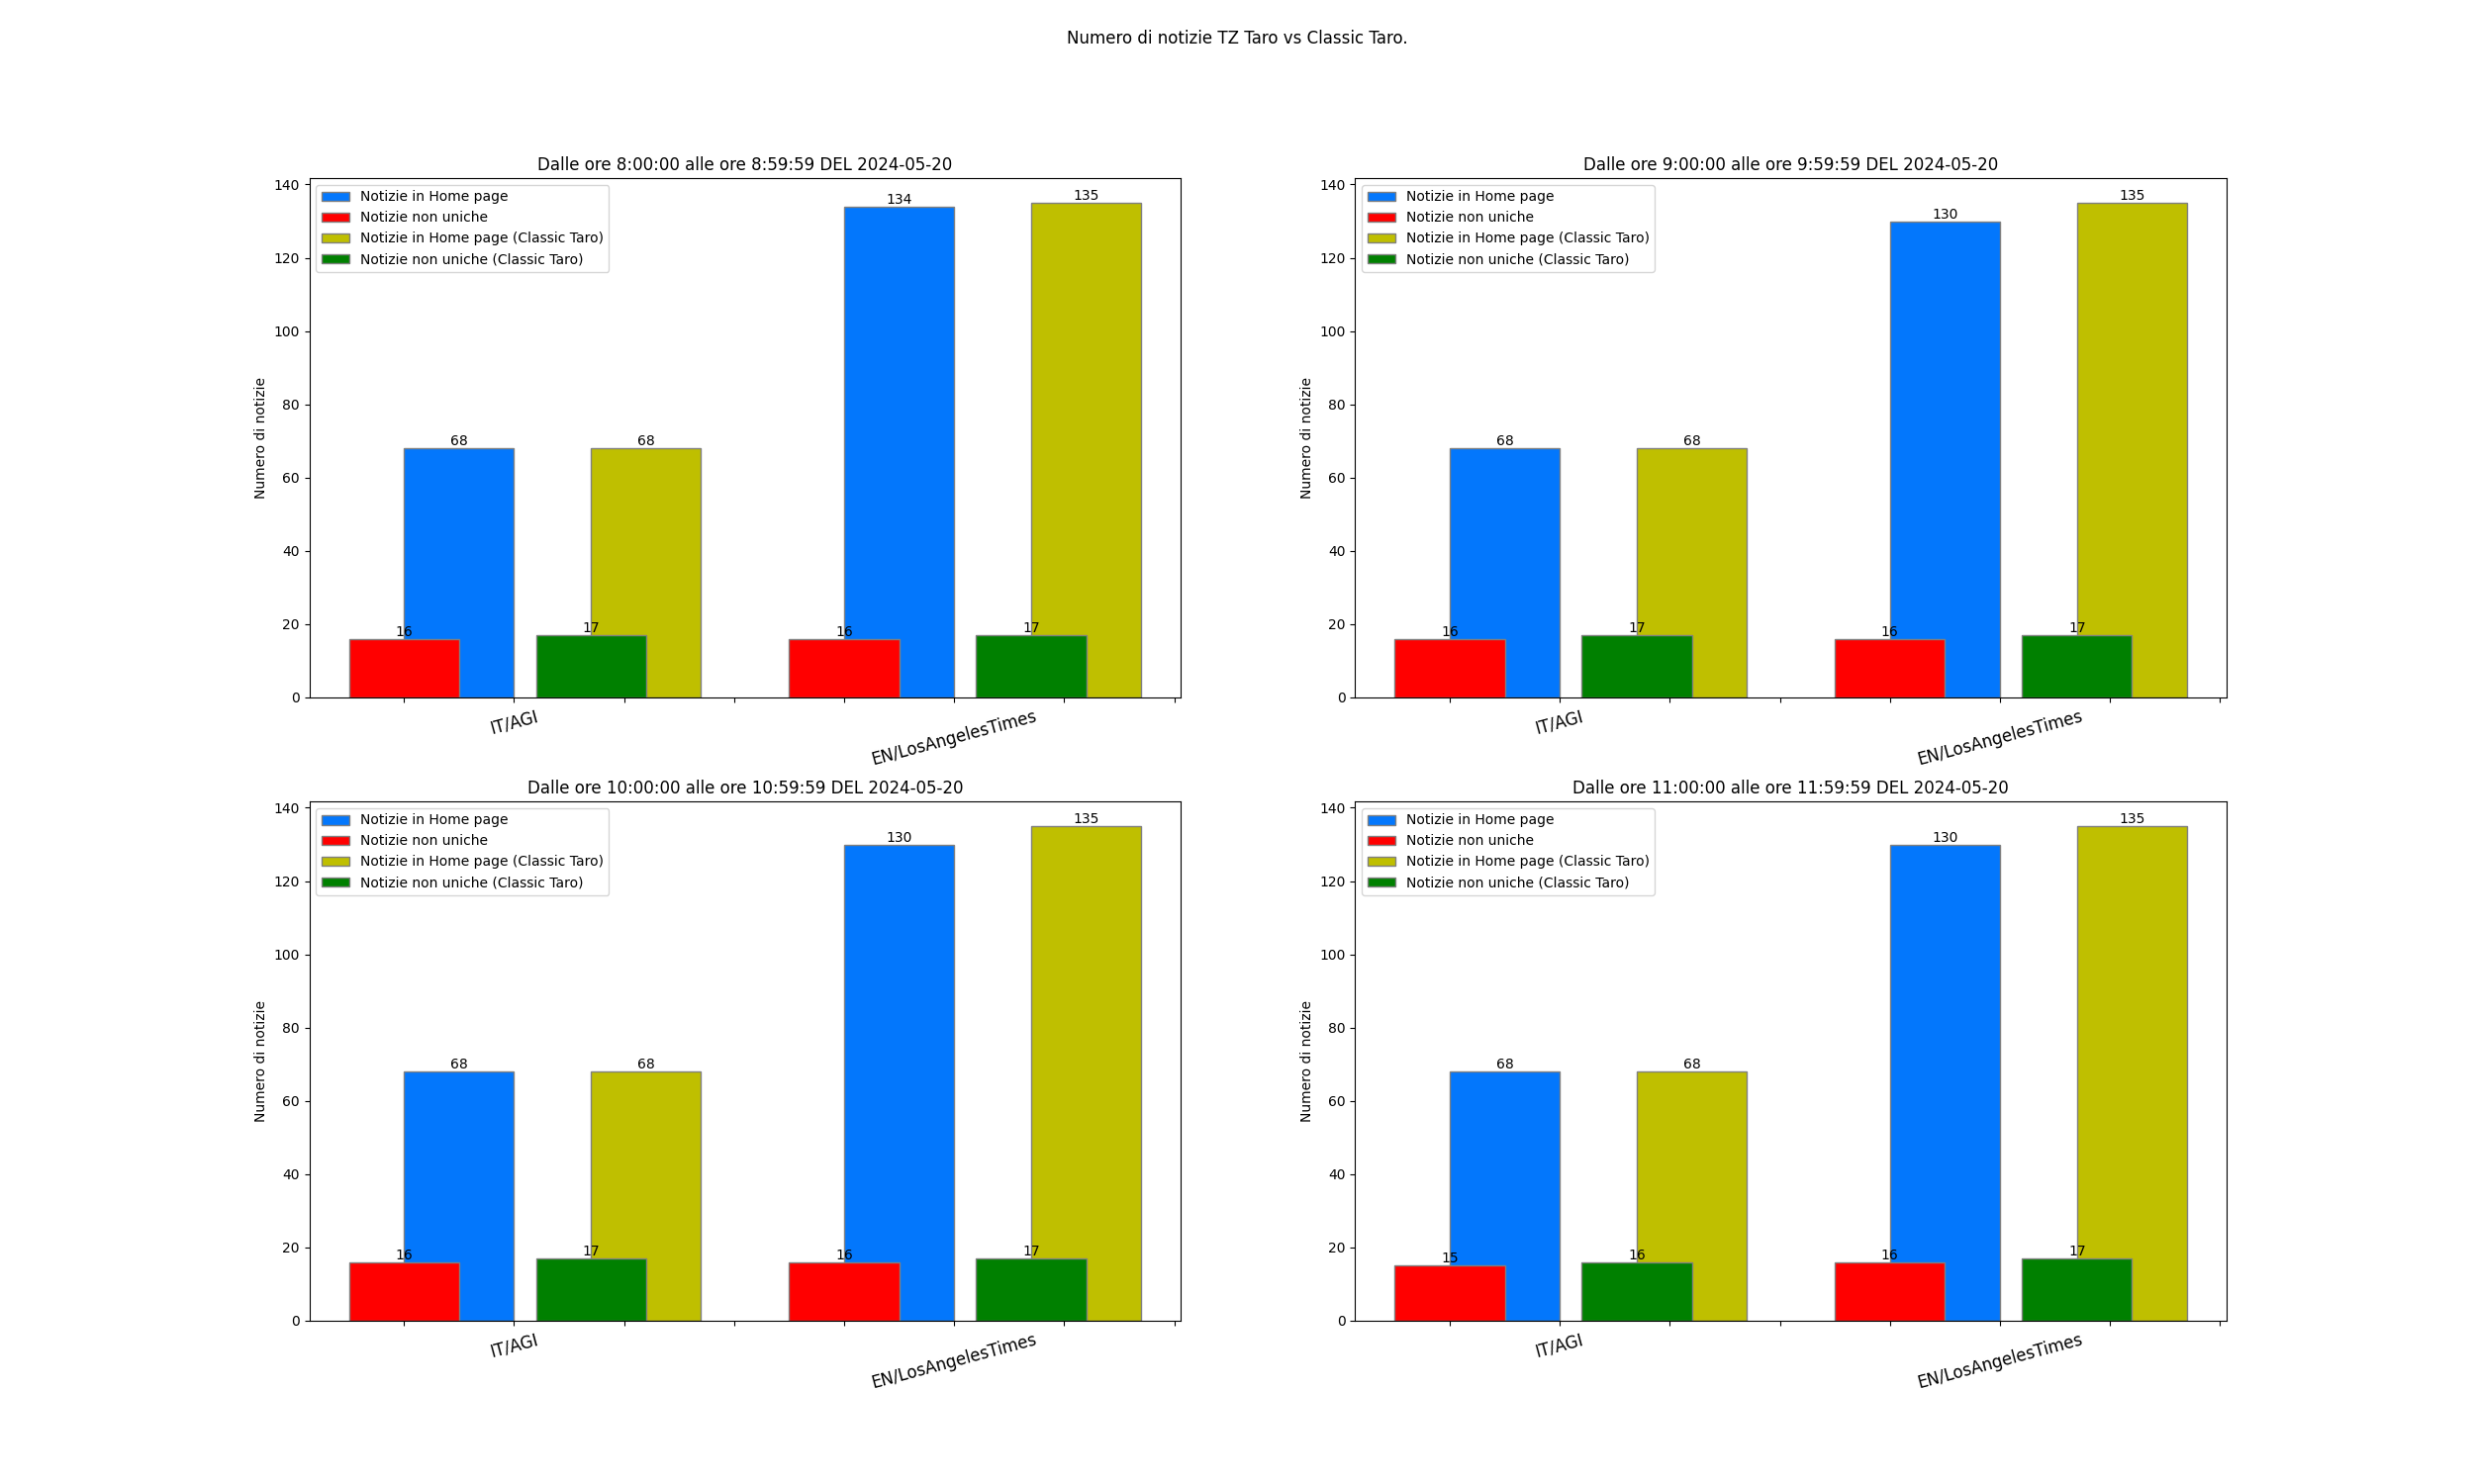 Numero di notizie TZ Taro vs Classic Taro.
Dalle ore 8:00:00 alle ore 8:59:59 DEL 2024-05-20
Numero di notizie
140
120
100
80
60
40
20
0
Notizie in Home page
Notizie non uniche
Notizie in Home page (Classic Taro)
Notizie non uniche (Classic Taro)
134
135
68
68
16
17
16
17
IT/AGI
EN/LosAngelesTimes
Dalle ore 9:00:00 alle ore 9:59:59 DEL 2024-05-20
Numero di notizie
140
120
100
80
60
40
20
0
Notizie in Home page
Notizie non uniche
Notizie in Home page (Classic Taro)
Notizie non uniche (Classic Taro)
130
135
68
68
16
17
16
17
IT/AGI
EN/LosAngelesTimes
Dalle ore 10:00:00 alle ore 10:59:59 DEL 2024-05-20
Numero di notizie
140
120
100
80
60
40
20
0
Notizie in Home page
Notizie non uniche
Notizie in Home page (Classic Taro)
Notizie non uniche (Classic Taro)
130
135
68
68
16
17
16
17
IT/AGI
EN/LosAngelesTimes
Dalle ore 11:00:00 alle ore 11:59:59 DEL 2024-05-20
Numero di notizie
140
120
100
80
60
40
20
0
Notizie in Home page
Notizie non uniche
Notizie in Home page (Classic Taro)
Notizie non uniche (Classic Taro)
130
135
68
68
15
16
16
17
IT/AGI
EN/LosAngelesTimes